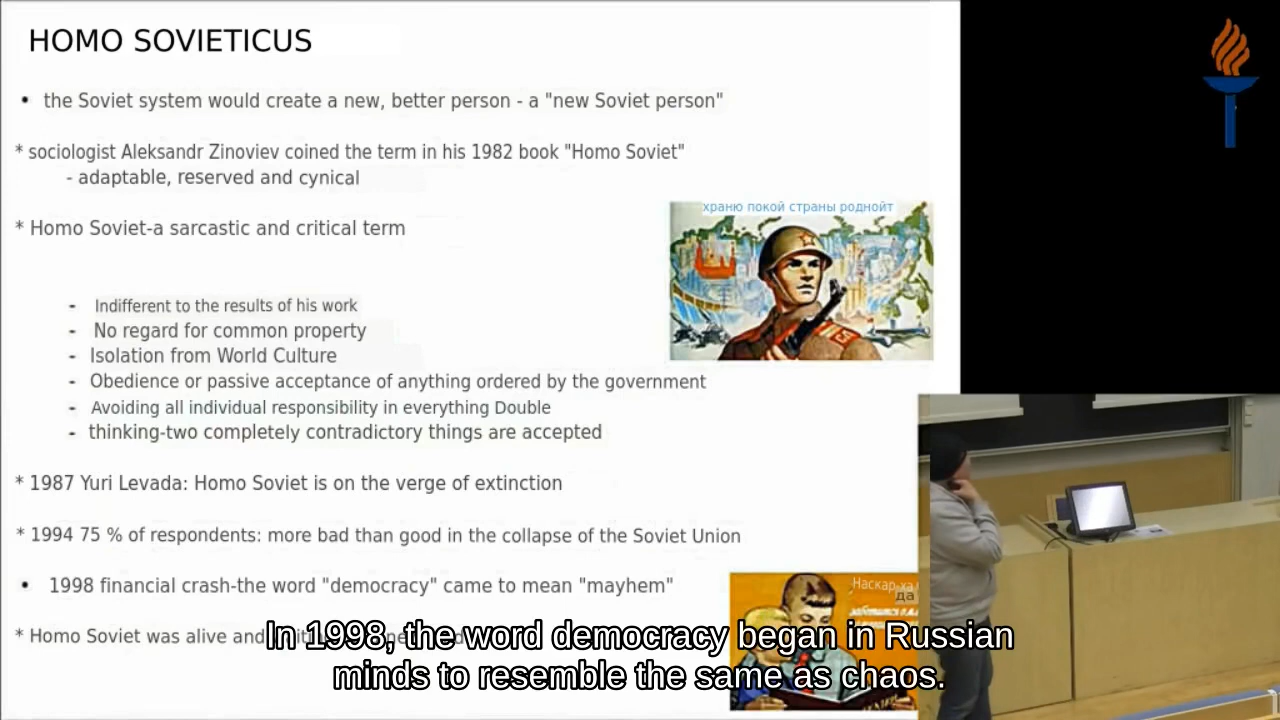 HOMO SOVIETICUS
• the Soviet system would create a new, better person - a "new Soviet person"
* sociologist Aleksandr Zinoviev coined the term in his 1982 book "Homo Soviet"
- adaptable, reserved and cynical
* Homo Soviet-a sarcastic and critical term
храню покой страны роднойт
- Indifferent to the results of his work
- No regard for common property
- Isolation from World Culture
- Obedience or passive acceptance of anything ordered by the government
- Avoiding all individual responsibility in everything Double
- thinking-two completely contradictory things are accepted
* 1987 Yuri Levada: Homo Soviet is on the verge of extinction
* 1994 75 % of respondents: more bad than good in the collapse of the Soviet Union
• 1998 financial crash-the word "democracy" came to mean "mayhem"
Наскар-ха
да
* Homo Soviet was alive and
In 1998, the word democracy began in Russian
minds to resemble the same as chaos.